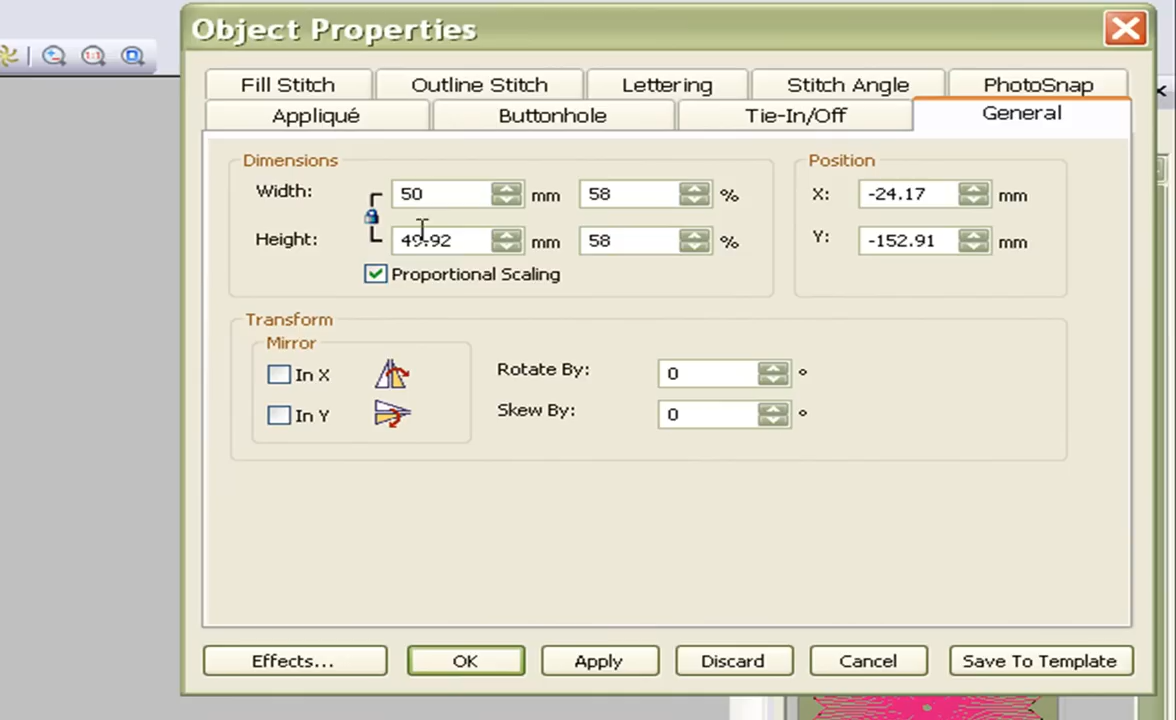 Object Properties
Fill Stitch Outline Stitch Lettering Stitch Angle PhotoSnap
Appliqué Buttonhole Tie-In/Off General
Dimensions Position
Width: 50 mm 58 % X: -24.17 mm
Height: 49.92 mm 58 % Y: -152.91 mm
Proportional Scaling
Transform
Mirror
In X Rotate By: 0 °
In Y Skew By: 0 °
Effects... OK Apply Discard Cancel Save To Template